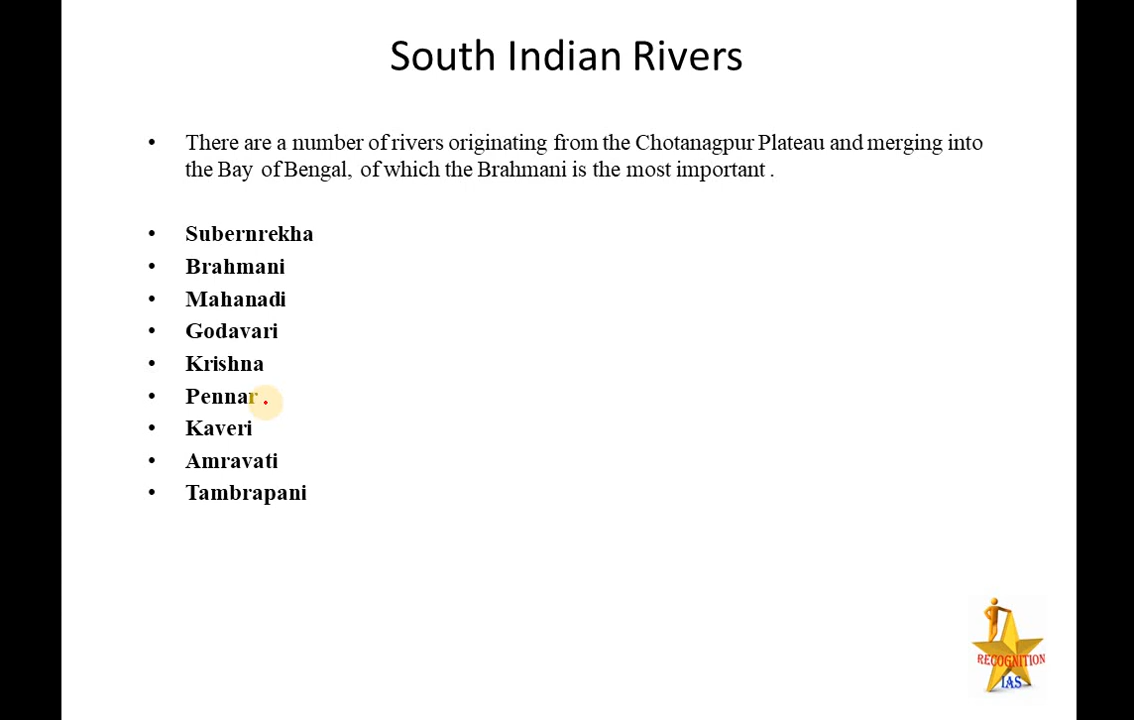 South Indian Rivers
• There are a number of rivers originating from the Chotanagpur Plateau and merging into
the Bay of Bengal, of which the Brahmani is the most important .
• Subernrekha
• Brahmani
• Mahanadi
• Godavari
• Krishna
• Pennar
• Kaveri
• Amravati
• Tambrapani
RECOGNITION
IAS